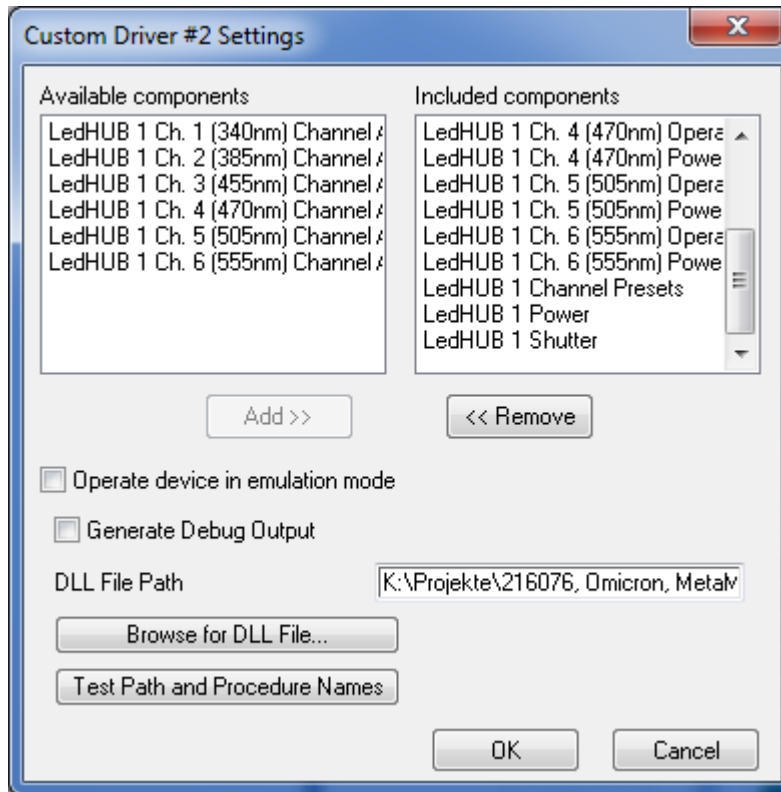 Custom Driver #2 Settings
Available components
LedHUB 1 Ch. 1 (340nm) Channel
LedHUB 1 Ch. 2 (385nm) Channel
LedHUB 1 Ch. 3 (455nm) Channel
LedHUB 1 Ch. 4 (470nm) Channel
LedHUB 1 Ch. 5 (505nm) Channel
LedHUB 1 Ch. 6 (555nm) Channel
Included components
LedHUB 1 Ch. 4 (470nm) Opera
LedHUB 1 Ch. 4 (470nm) Powe
LedHUB 1 Ch. 5 (505nm) Opera
LedHUB 1 Ch. 5 (505nm) Powe
LedHUB 1 Ch. 6 (555nm) Opera
LedHUB 1 Ch. 6 (555nm) Powe
LedHUB 1 Channel Presets
LedHUB 1 Power
LedHUB 1 Shutter
Add >>
<< Remove
Operate device in emulation mode
Generate Debug Output
DLL File Path
K:\Projekte\216076, Omicron,
Browse for DLL File...
Test Path and Procedure Names
OK
Cancel